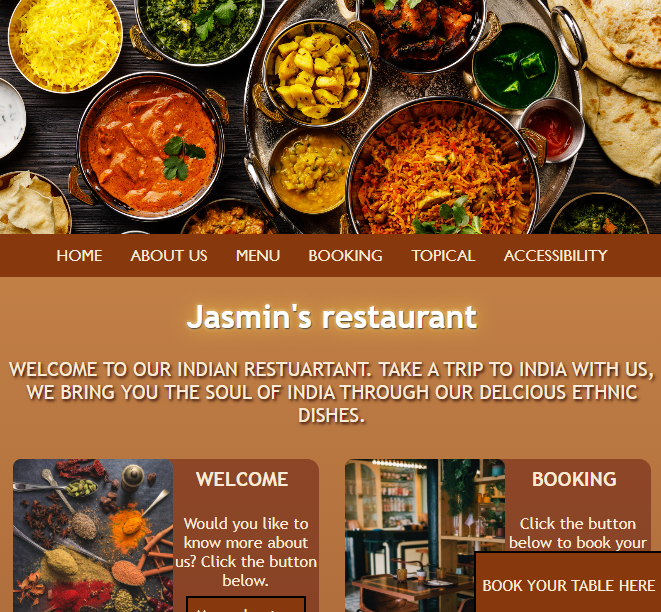 HOME ABOUT US MENU BOOKING TOPICAL ACCESSIBILITY
Jasmin's restaurant
WELCOME TO OUR INDIAN RESTUARTANT. TAKE A TRIP TO INDIA WITH US,
WE BRING YOU THE SOUL OF INDIA THROUGH OUR DELCIOUS ETHNIC
DISHES.
WELCOME
Would you like to
know more about
us? Click the button
below.
BOOKING
Click the button
below to book your
BOOK YOUR TABLE HERE